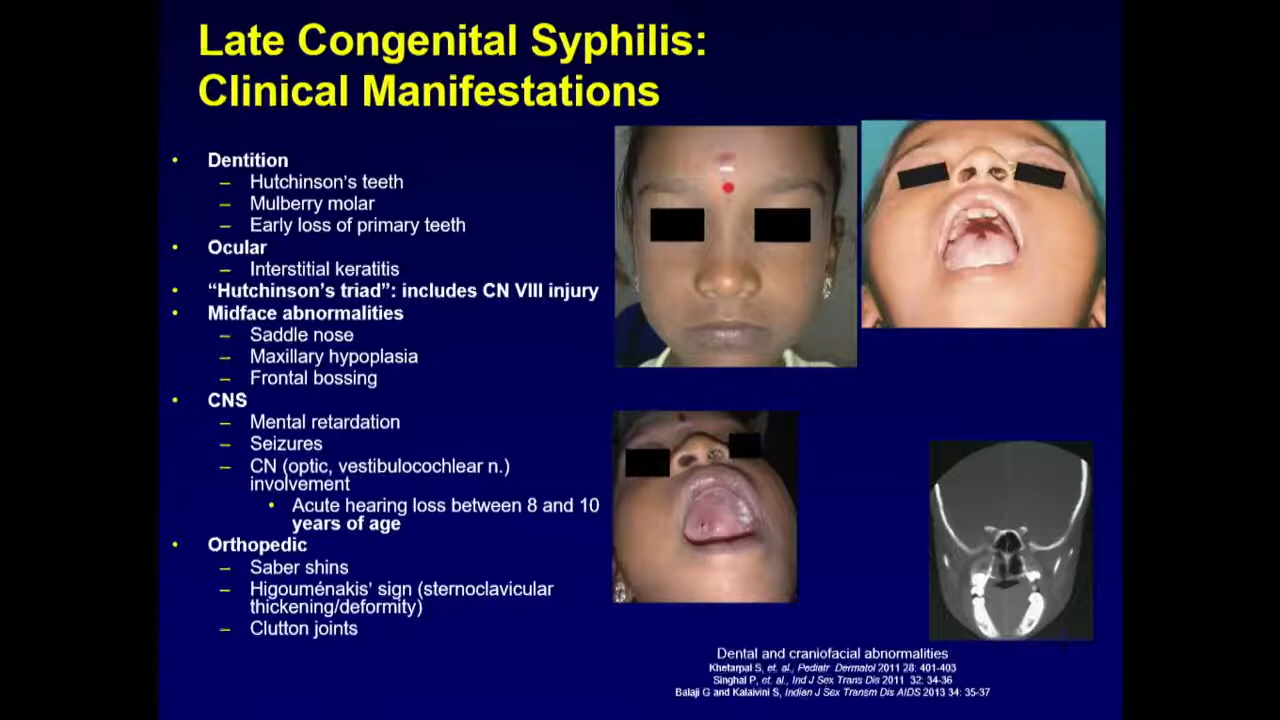 Late Congenital Syphilis:
Clinical Manifestations
• Dentition
– Hutchinson's teeth
– Mulberry molar
– Early loss of primary teeth
• Ocular
– Interstitial keratitis
• “Hutchinson's triad”: includes CN VIII injury
• Midface abnormalities
– Saddle nose
– Maxillary hypoplasia
– Frontal bossing
• CNS
– Mental retardation
– Seizures
– CN (optic, vestibulocochlear n.)
involvement
• Acute hearing loss between 8 and 10
years of age
• Orthopedic
– Saber shins
– Higouménakis' sign (sternoclavicular
thickening/deformity)
– Clutton joints
Dental and craniofacial abnormalities
Khetarpal S, et. al., Pediatr Dermatol 2011 28: 401-403
Singhal P, et. al., Ind J Sex Trans Dis 2011 32: 34-36
Balaji G and Kalaivini S, Indian J Sex Transm Dis AIDS 2013 34: 35-37